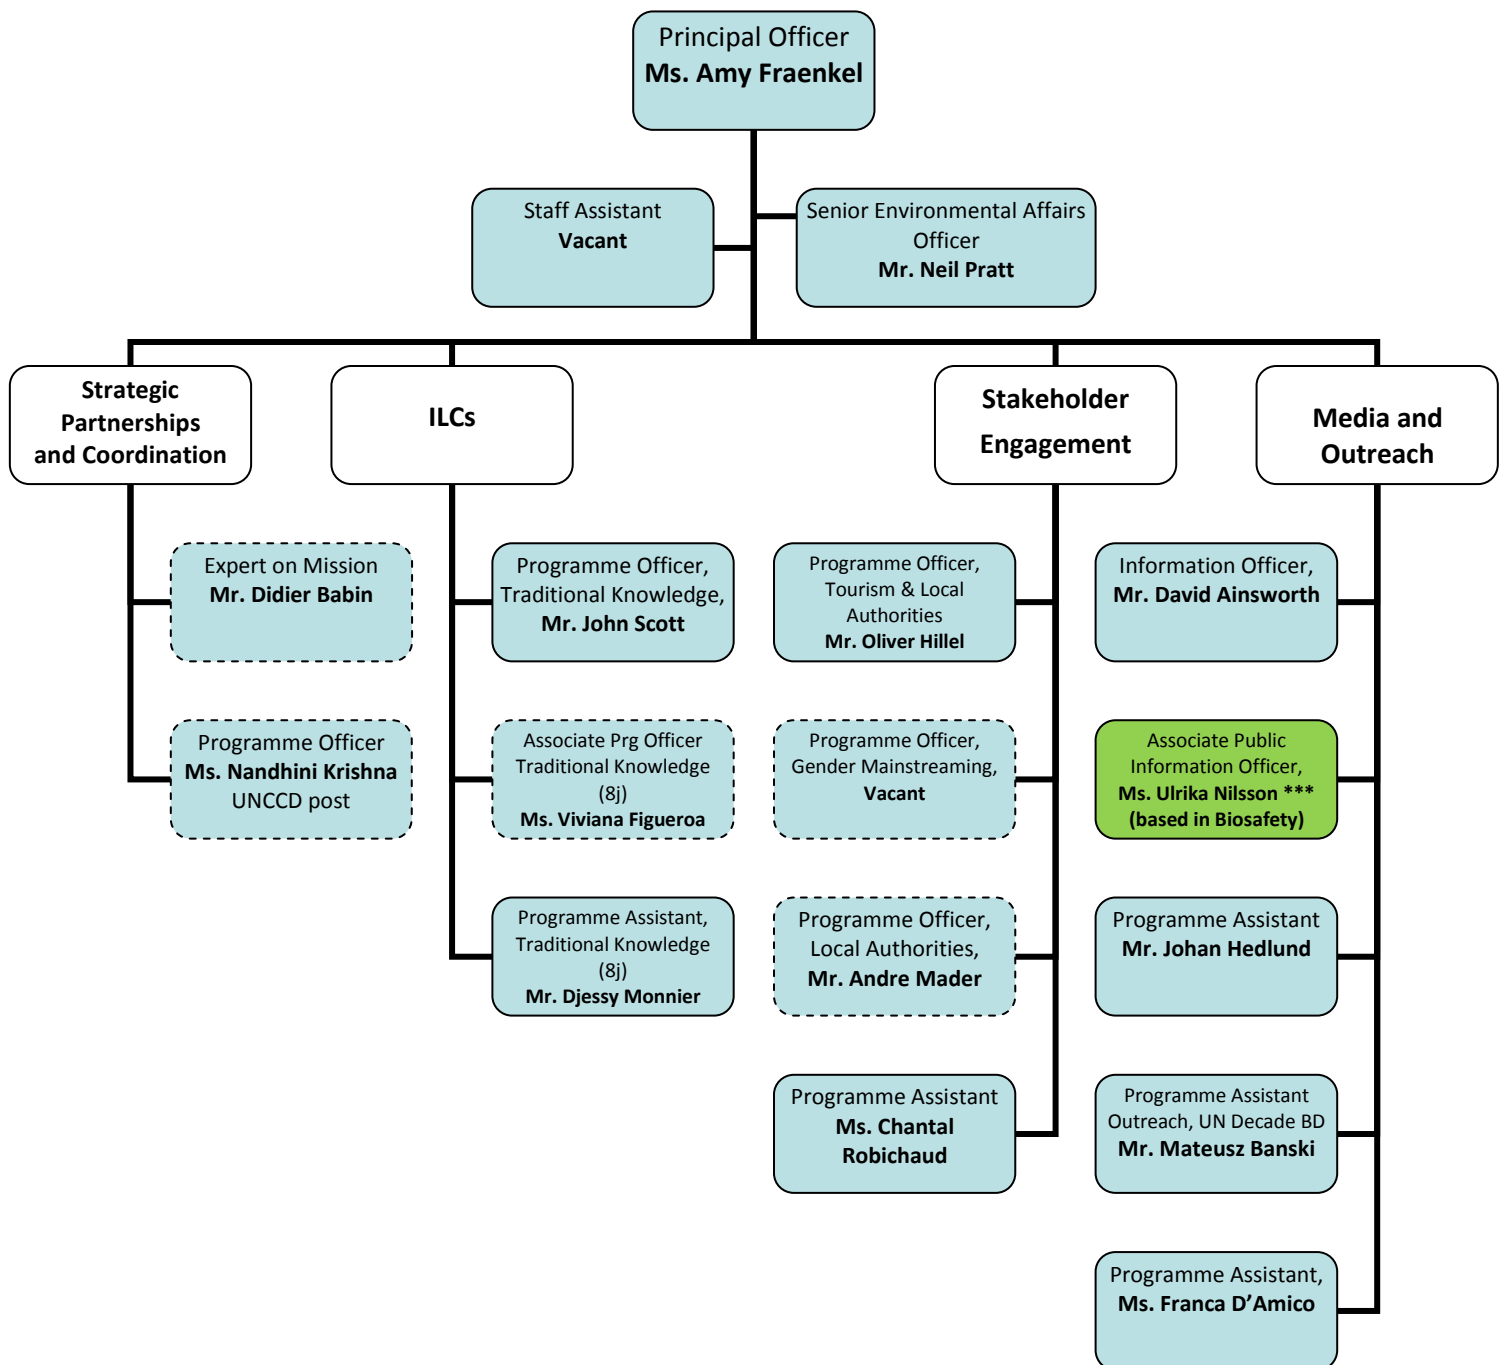 Principal Officer
Ms. Amy Fraenkel
Staff Assistant
Vacant
Senior Environmental Affairs
Officer
Mr. Neil Pratt
Strategic
Partnerships
and Coordination
ILCs
Stakeholder
Engagement
Media and
Outreach
Expert on Mission
Mr. Didier Babin
Programme Officer,
Traditional Knowledge,
Mr. John Scott
Programme Officer,
Tourism & Local
Authorities
Mr. Oliver Hillel
Information Officer,
Mr. David Ainsworth
Programme Officer
Ms. Nandhini Krishna
UNCCD post
Associate Prg Officer
Traditional Knowledge
(8j)
Ms. Viviana Figueroa
Programme Officer,
Gender Mainstreaming,
Vacant
Associate Public
Information Officer,
Ms. Ulrika Nilsson ***
(based in Biosafety)
Programme Assistant,
Traditional Knowledge
(8j)
Mr. Djessy Monnier
Programme Officer,
Local Authorities,
Mr. Andre Mader
Programme Assistant
Mr. Johan Hedlund
Programme Assistant
Ms. Chantal
Robichaud
Programme Assistant
Outreach, UN Decade BD
Mr. Mateusz Banski
Programme Assistant,
Ms. Franca D’Amico